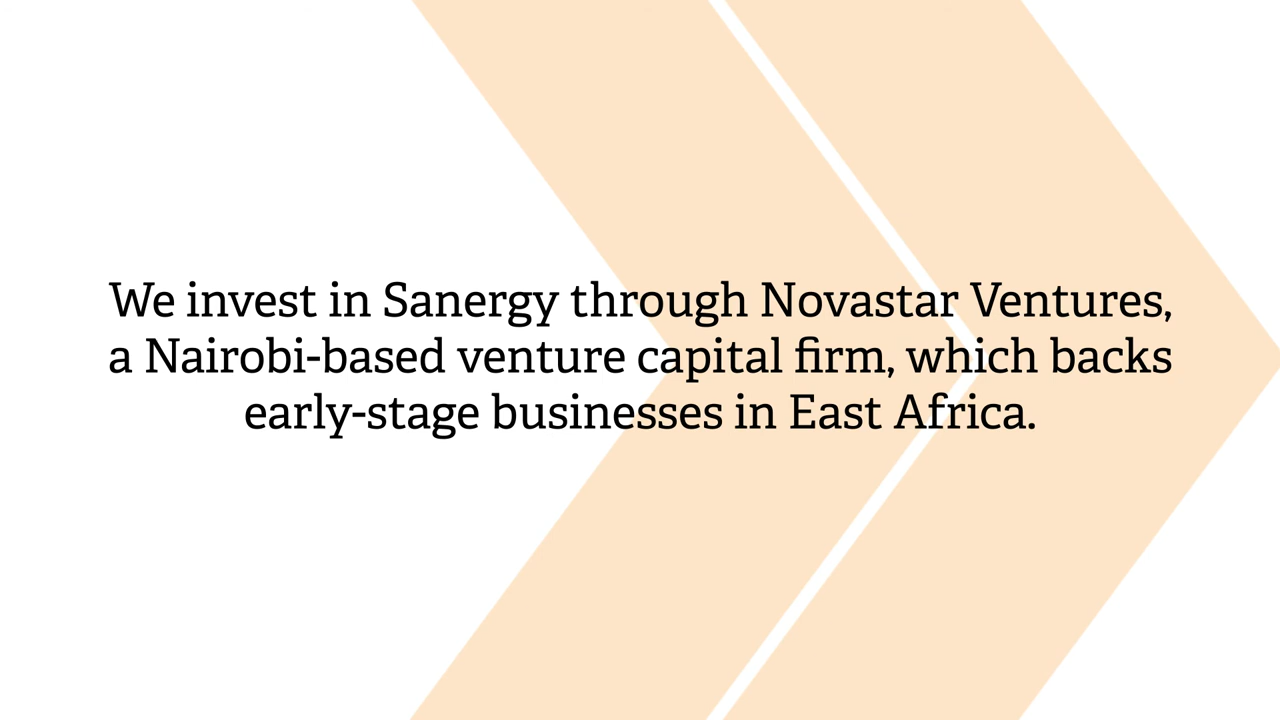 We invest in Sanergy through Novastar Ventures,
a Nairobi-based venture capital firm, which backs
early-stage businesses in East Africa.